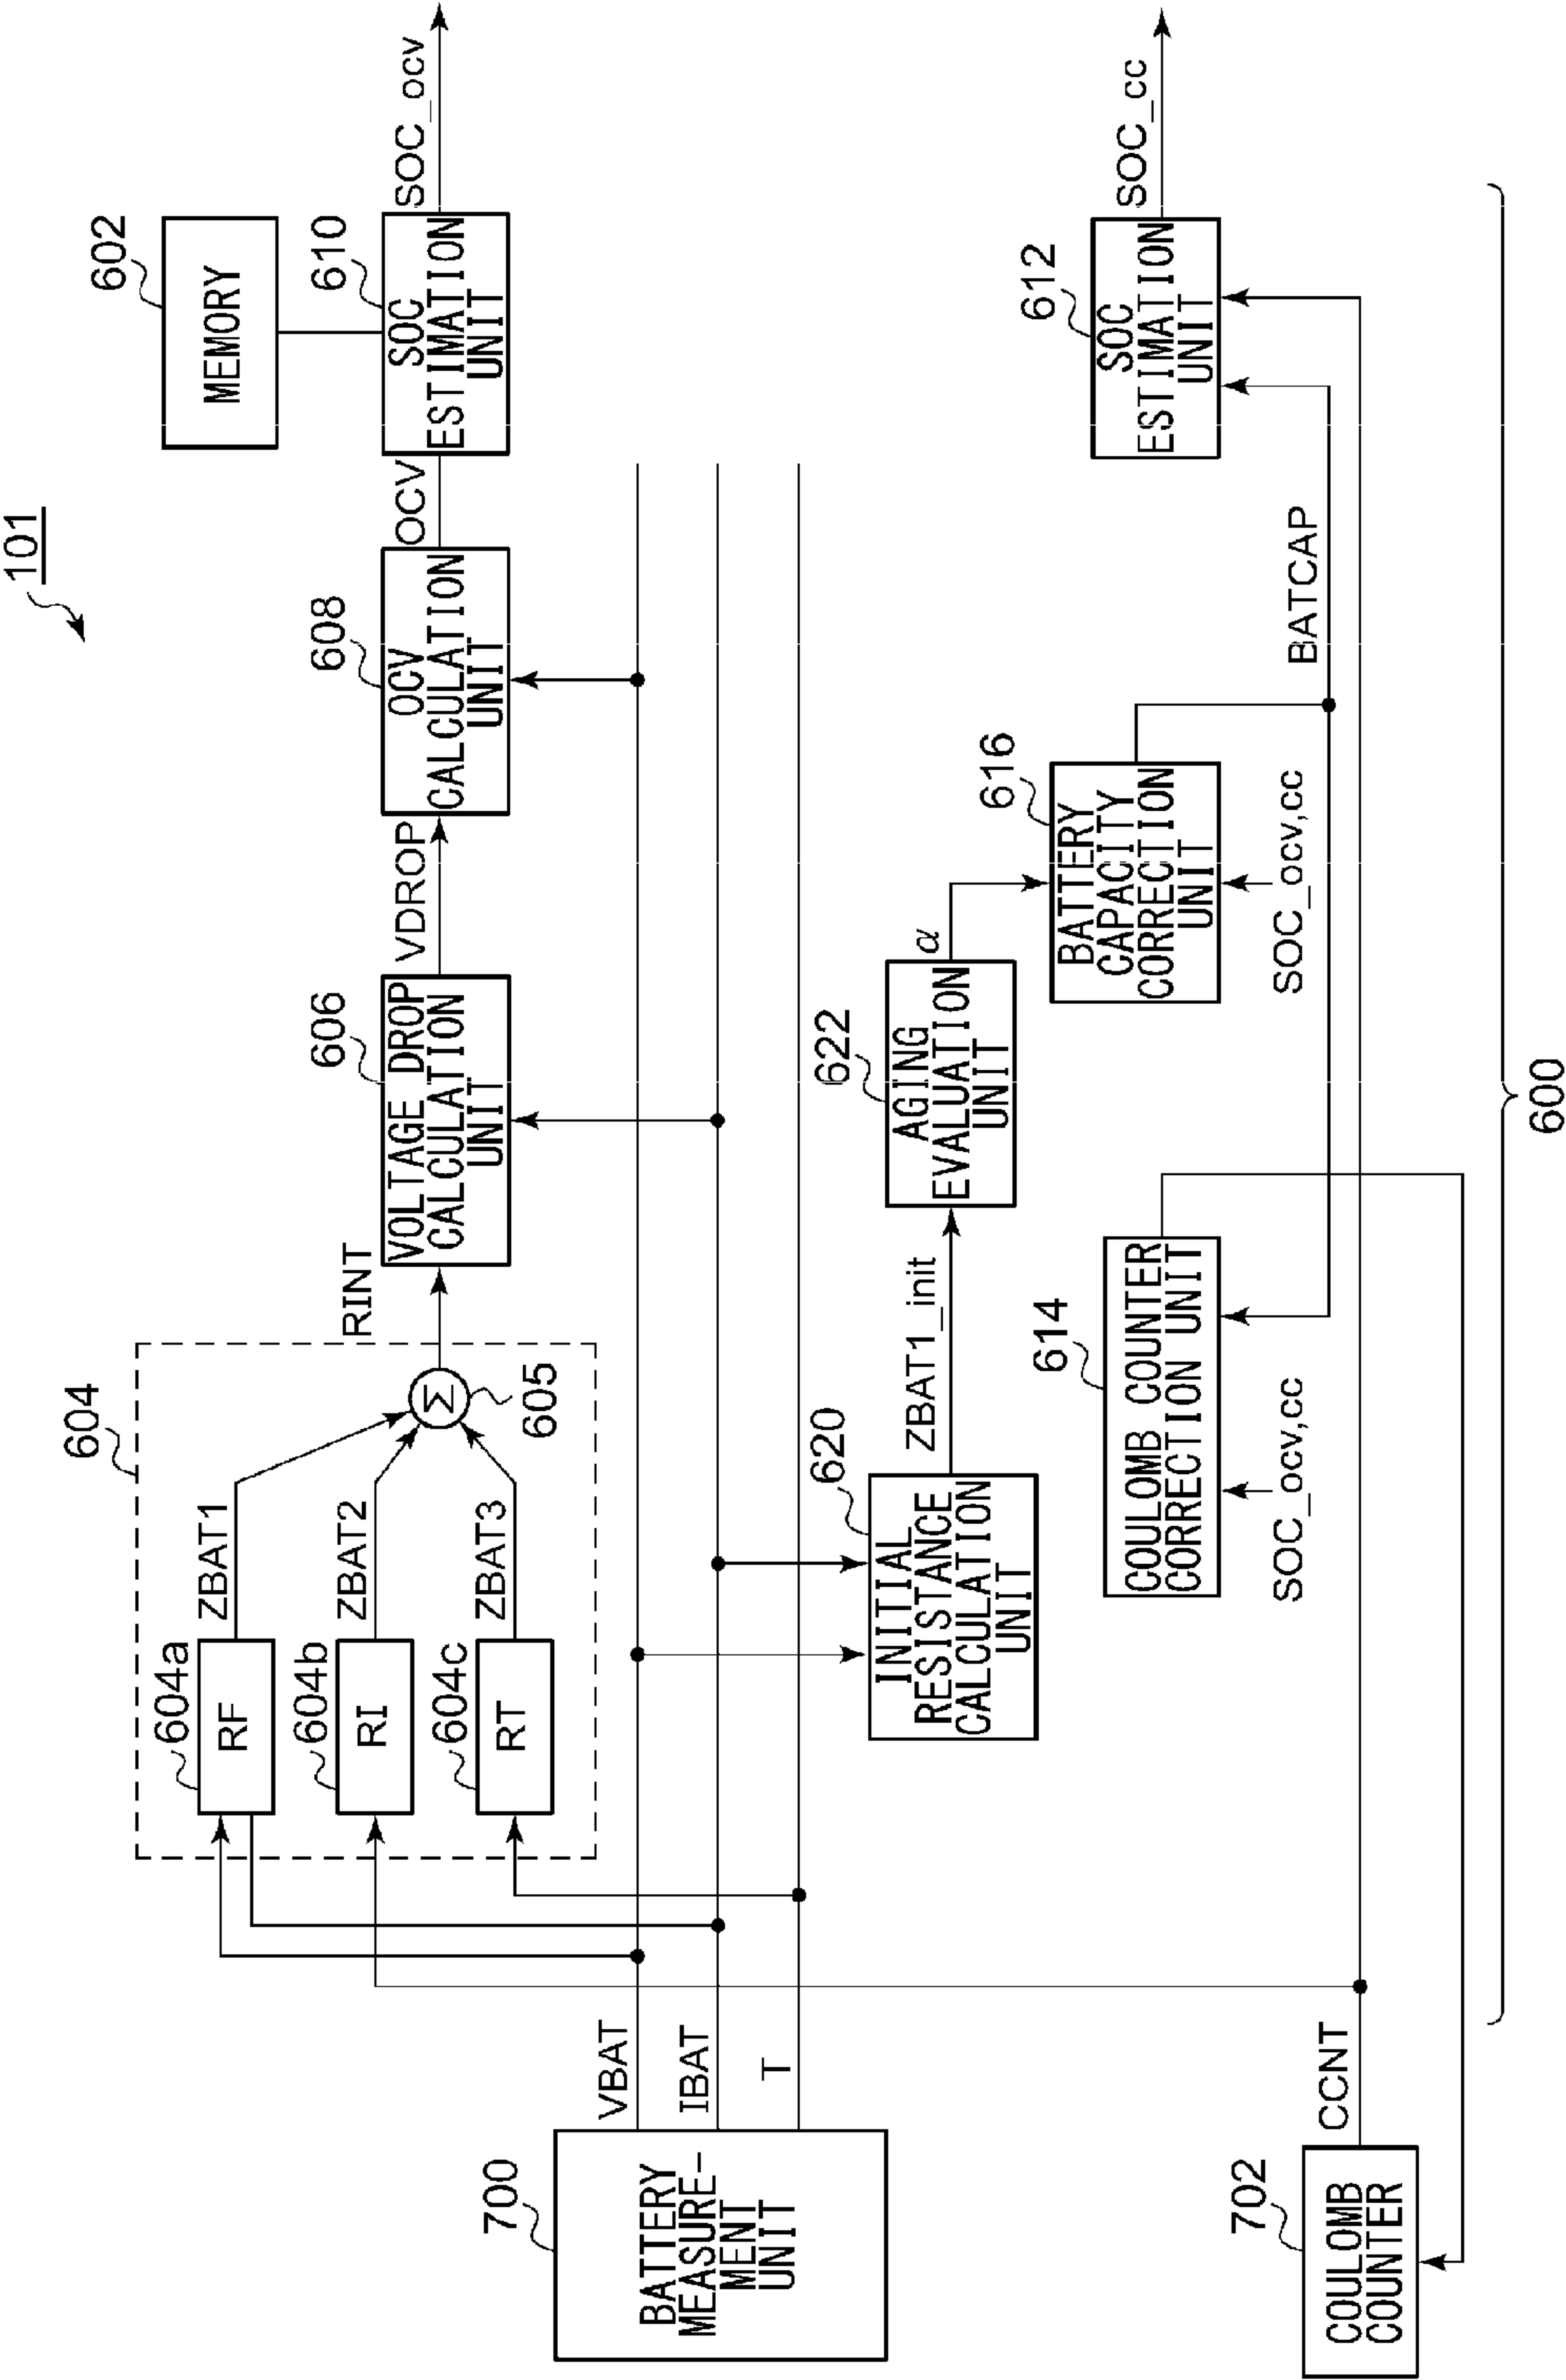 101
602
MEMORY
604
604a
RF
ZBAT1
604b
RI
ZBAT2
604c
RT
ZBAT3
Σ
605
RINT
606
VOLTAGE DROP
CALCULATION
UNIT
VDROP
608
OCV
CALCULATION
UNIT
OCV
610
SOC
ESTIMATION
UNIT
SOC_ocv
700
BATTERY
MEASURE-
MENT
UNIT
VBAT
IBAT
T
620
INITIAL
RESISTANCE
CALCULATION
UNIT
ZBAT1_init
622
AGING
EVALUATION
UNIT
α
616
BATTERY
CAPACITY
CORRECTION
UNIT
SOC_ocv,cc
BATCAP
612
SOC
ESTIMATION
UNIT
SOC_cc
614
COULOMB COUNTER
CORRECTION UNIT
SOC_ocv,cc
702
COULOMB
COUNTER
CCNT
600